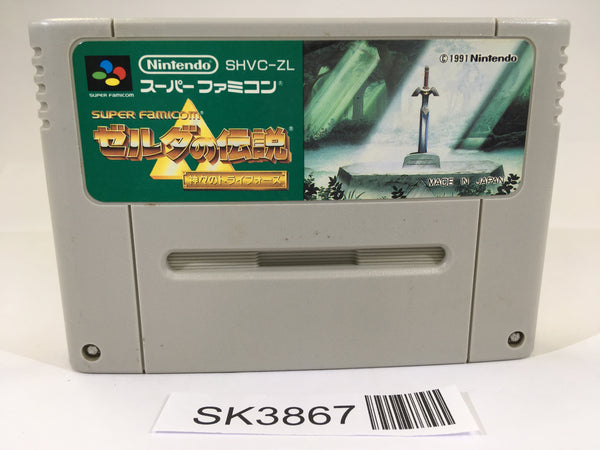 Nintendo SHVC-ZL
スーパーファミコン®
SUPER FAMICOM
SUPER FAMICOM®
ゼルダの伝説®
神々のトライフォース
©1991 Nintendo
MADE IN JAPAN
SK3867